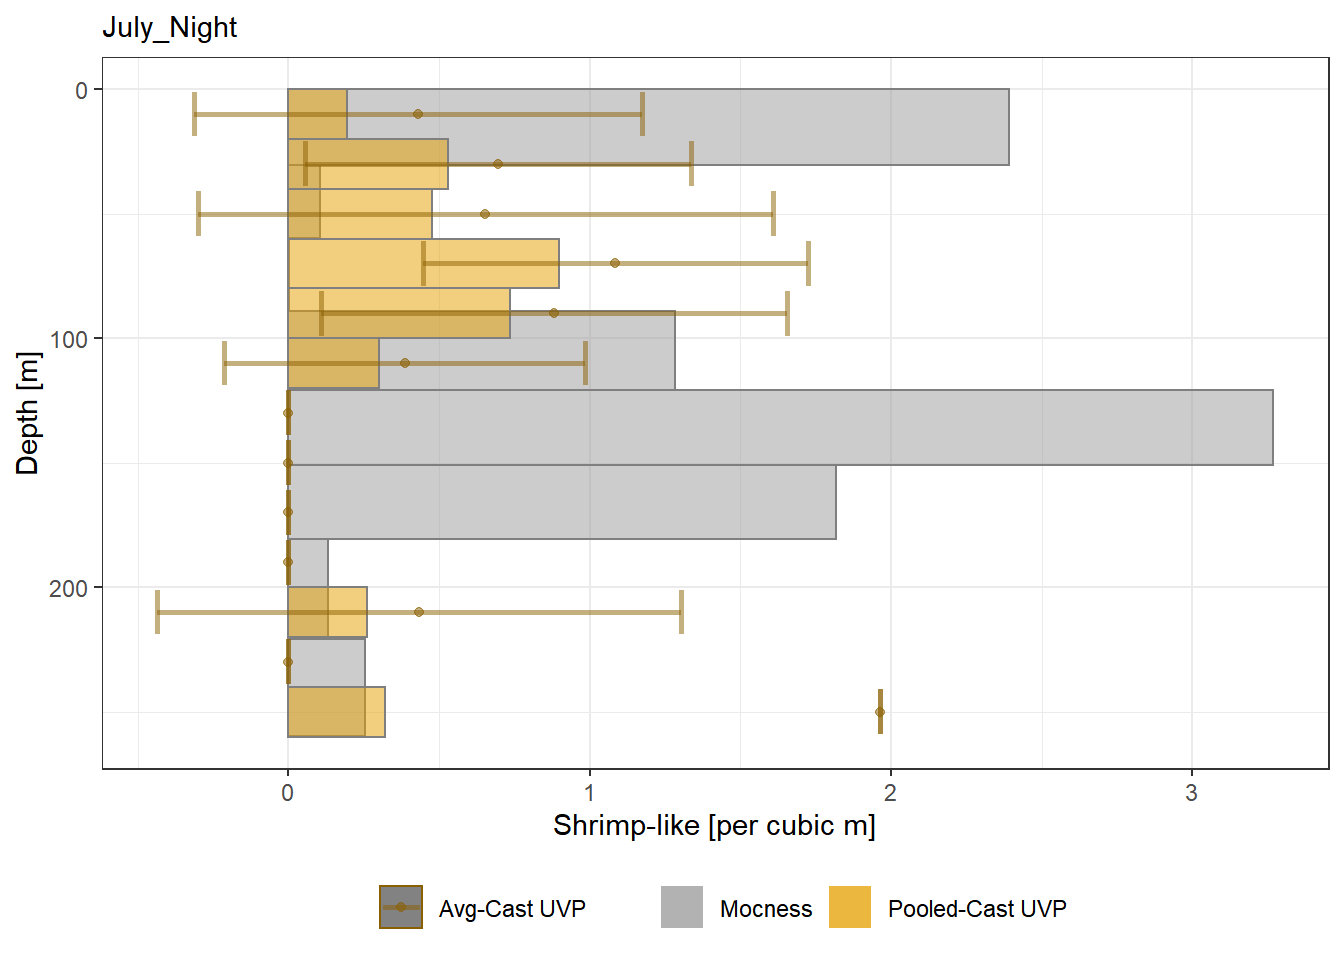 July_Night
0
100
200
Depth [m]
0 1 2 3
Shrimp-like [per cubic m]
Avg-Cast UVP Mocness Pooled-Cast UVP